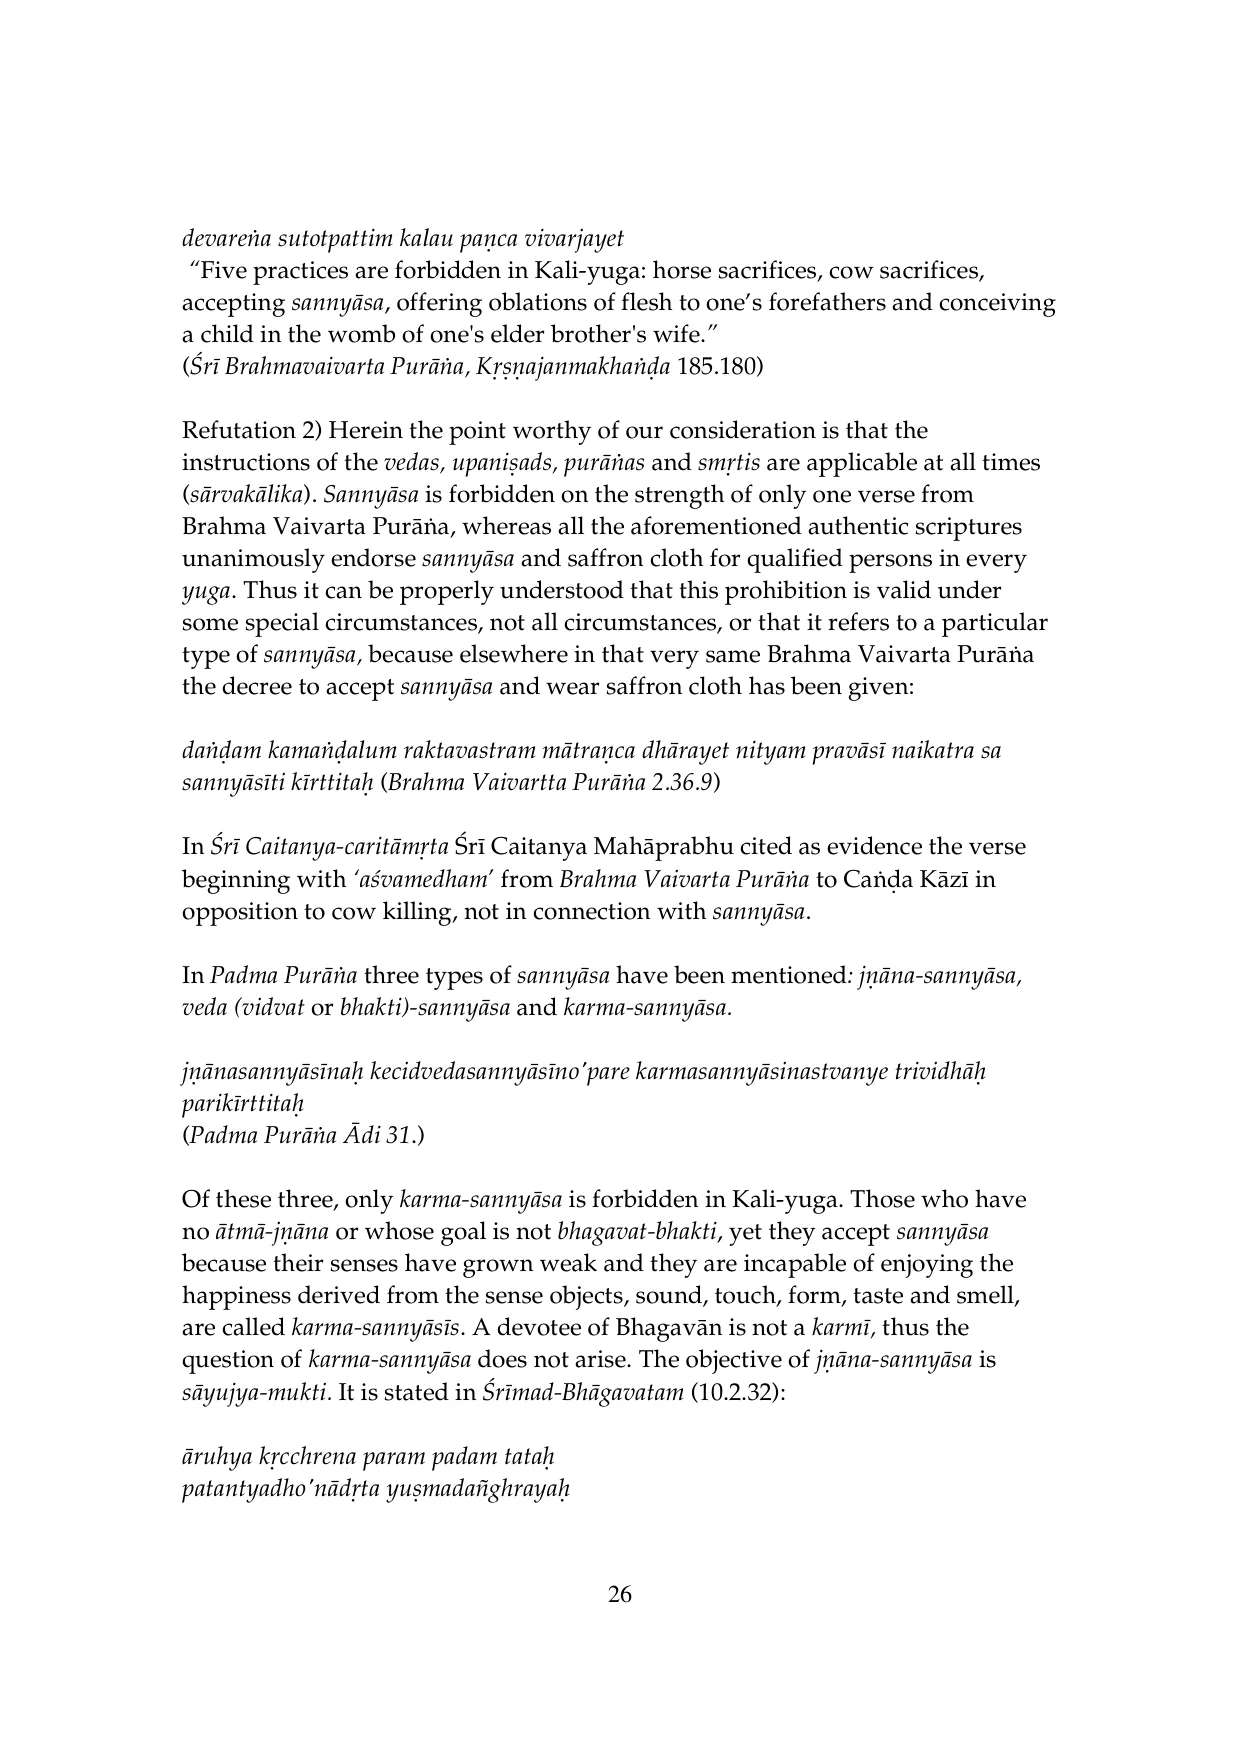 devareṅa sutotpattim kalau paṇca vivarjayet
“Five practices are forbidden in Kali-yuga: horse sacrifices, cow sacrifices,
accepting sannyāsa, offering oblations of flesh to one’s forefathers and conceiving
a child in the womb of one's elder brother's wife.”
(Śrī Brahmavaivarta Purāṅa, Kṛṣṇajanmakhaṅḍa 185.180)

Refutation 2) Herein the point worthy of our consideration is that the
instructions of the vedas, upaniṣads, purāṅas and smṛtis are applicable at all times
(sārvakālika). Sannyāsa is forbidden on the strength of only one verse from
Brahma Vaivarta Purāṅa, whereas all the aforementioned authentic scriptures
unanimously endorse sannyāsa and saffron cloth for qualified persons in every
yuga. Thus it can be properly understood that this prohibition is valid under
some special circumstances, not all circumstances, or that it refers to a particular
type of sannyāsa, because elsewhere in that very same Brahma Vaivarta Purāṅa
the decree to accept sannyāsa and wear saffron cloth has been given:

daṅḍam kamaṅḍalum raktavastram mātraṇca dhārayet nityam pravāsī naikatra sa
sannyāsīti kīrttitaḥ (Brahma Vaivartta Purāṅa 2.36.9)

In Śrī Caitanya-caritāmṛta Śrī Caitanya Mahāprabhu cited as evidence the verse
beginning with ‘aśvamedham’ from Brahma Vaivarta Purāṅa to Caṅḍa Kāzī in
opposition to cow killing, not in connection with sannyāsa.

In Padma Purāṅa three types of sannyāsa have been mentioned: jṇāna-sannyāsa,
veda (vidvat or bhakti)-sannyāsa and karma-sannyāsa.

jṇānasannyāsīnaḥ kecidvedasannyāsīno'pare karmasannyāsinastvanye trividhāḥ
parikīrttitaḥ
(Padma Purāṅa Ādi 31.)

Of these three, only karma-sannyāsa is forbidden in Kali-yuga. Those who have
no ātmā-jṇāna or whose goal is not bhagavat-bhakti, yet they accept sannyāsa
because their senses have grown weak and they are incapable of enjoying the
happiness derived from the sense objects, sound, touch, form, taste and smell,
are called karma-sannyāsīs. A devotee of Bhagavān is not a karmī, thus the
question of karma-sannyāsa does not arise. The objective of jṇāna-sannyāsa is
sāyujya-mukti. It is stated in Śrīmad-Bhāgavatam (10.2.32):

āruhya kṛcchrena param padam tataḥ
patantyadho'nādṛta yuṣmadañghrayaḥ

26